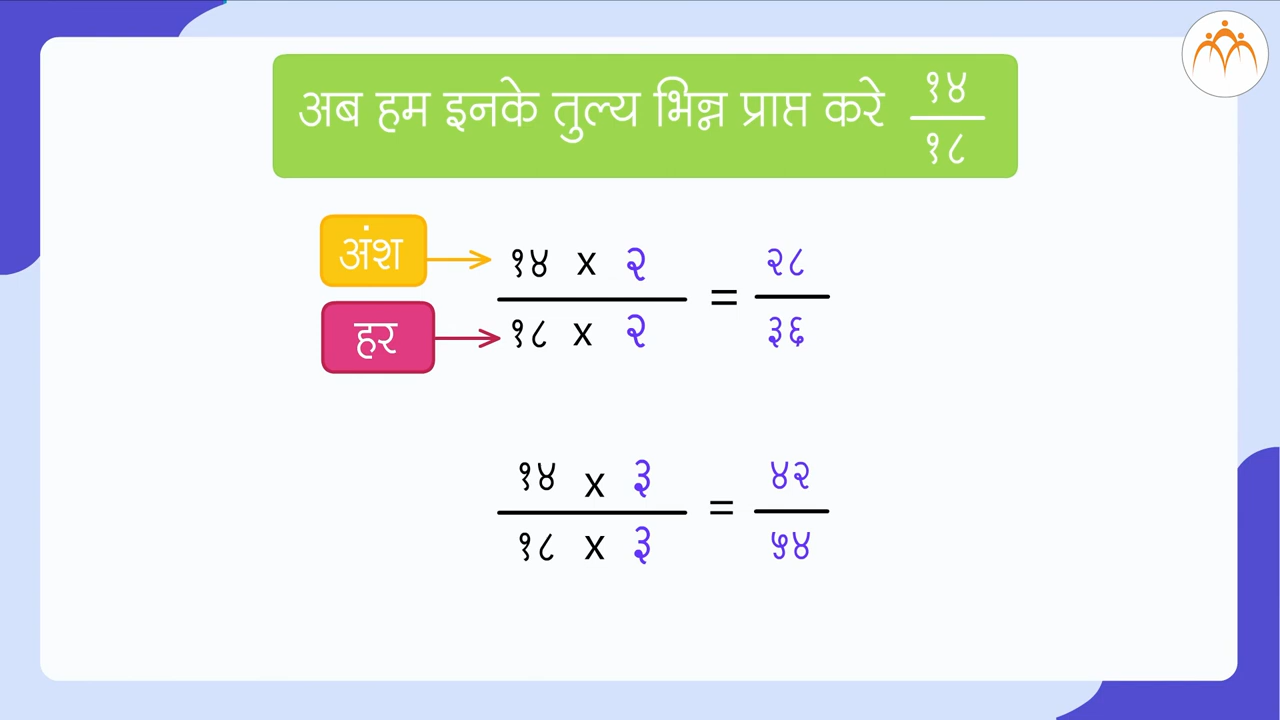 अब हम इनके तुल्य भिन्न प्राप्त करे १४
१८
अंश
१४ x २
= २८
हर
१८ x २
३६
१४ x ३
= ४२
१८ x ३
५४